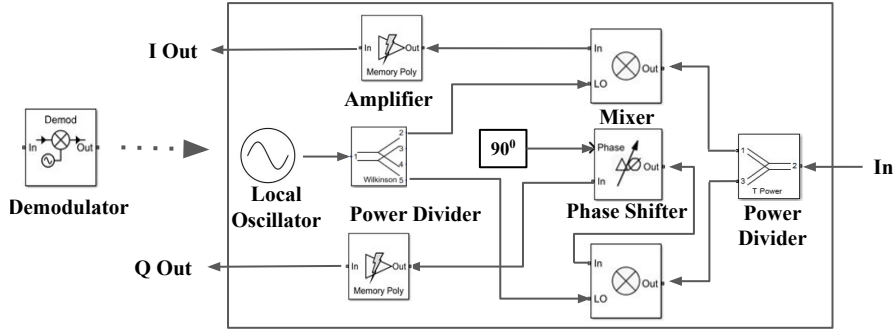 I Out
In
Out
Memory Poly
Amplifier
In
Out
LO
Mixer
Demod
In
Out
Demodulator
Local
Oscillator
1
2
3
4
5
Wilkinson
Power Divider
90⁰
Phase
In
ΔØ
Out
Phase Shifter
1
3
2
T Power
Power
Divider
In
Q Out
In
Out
Memory Poly
In
LO
Out